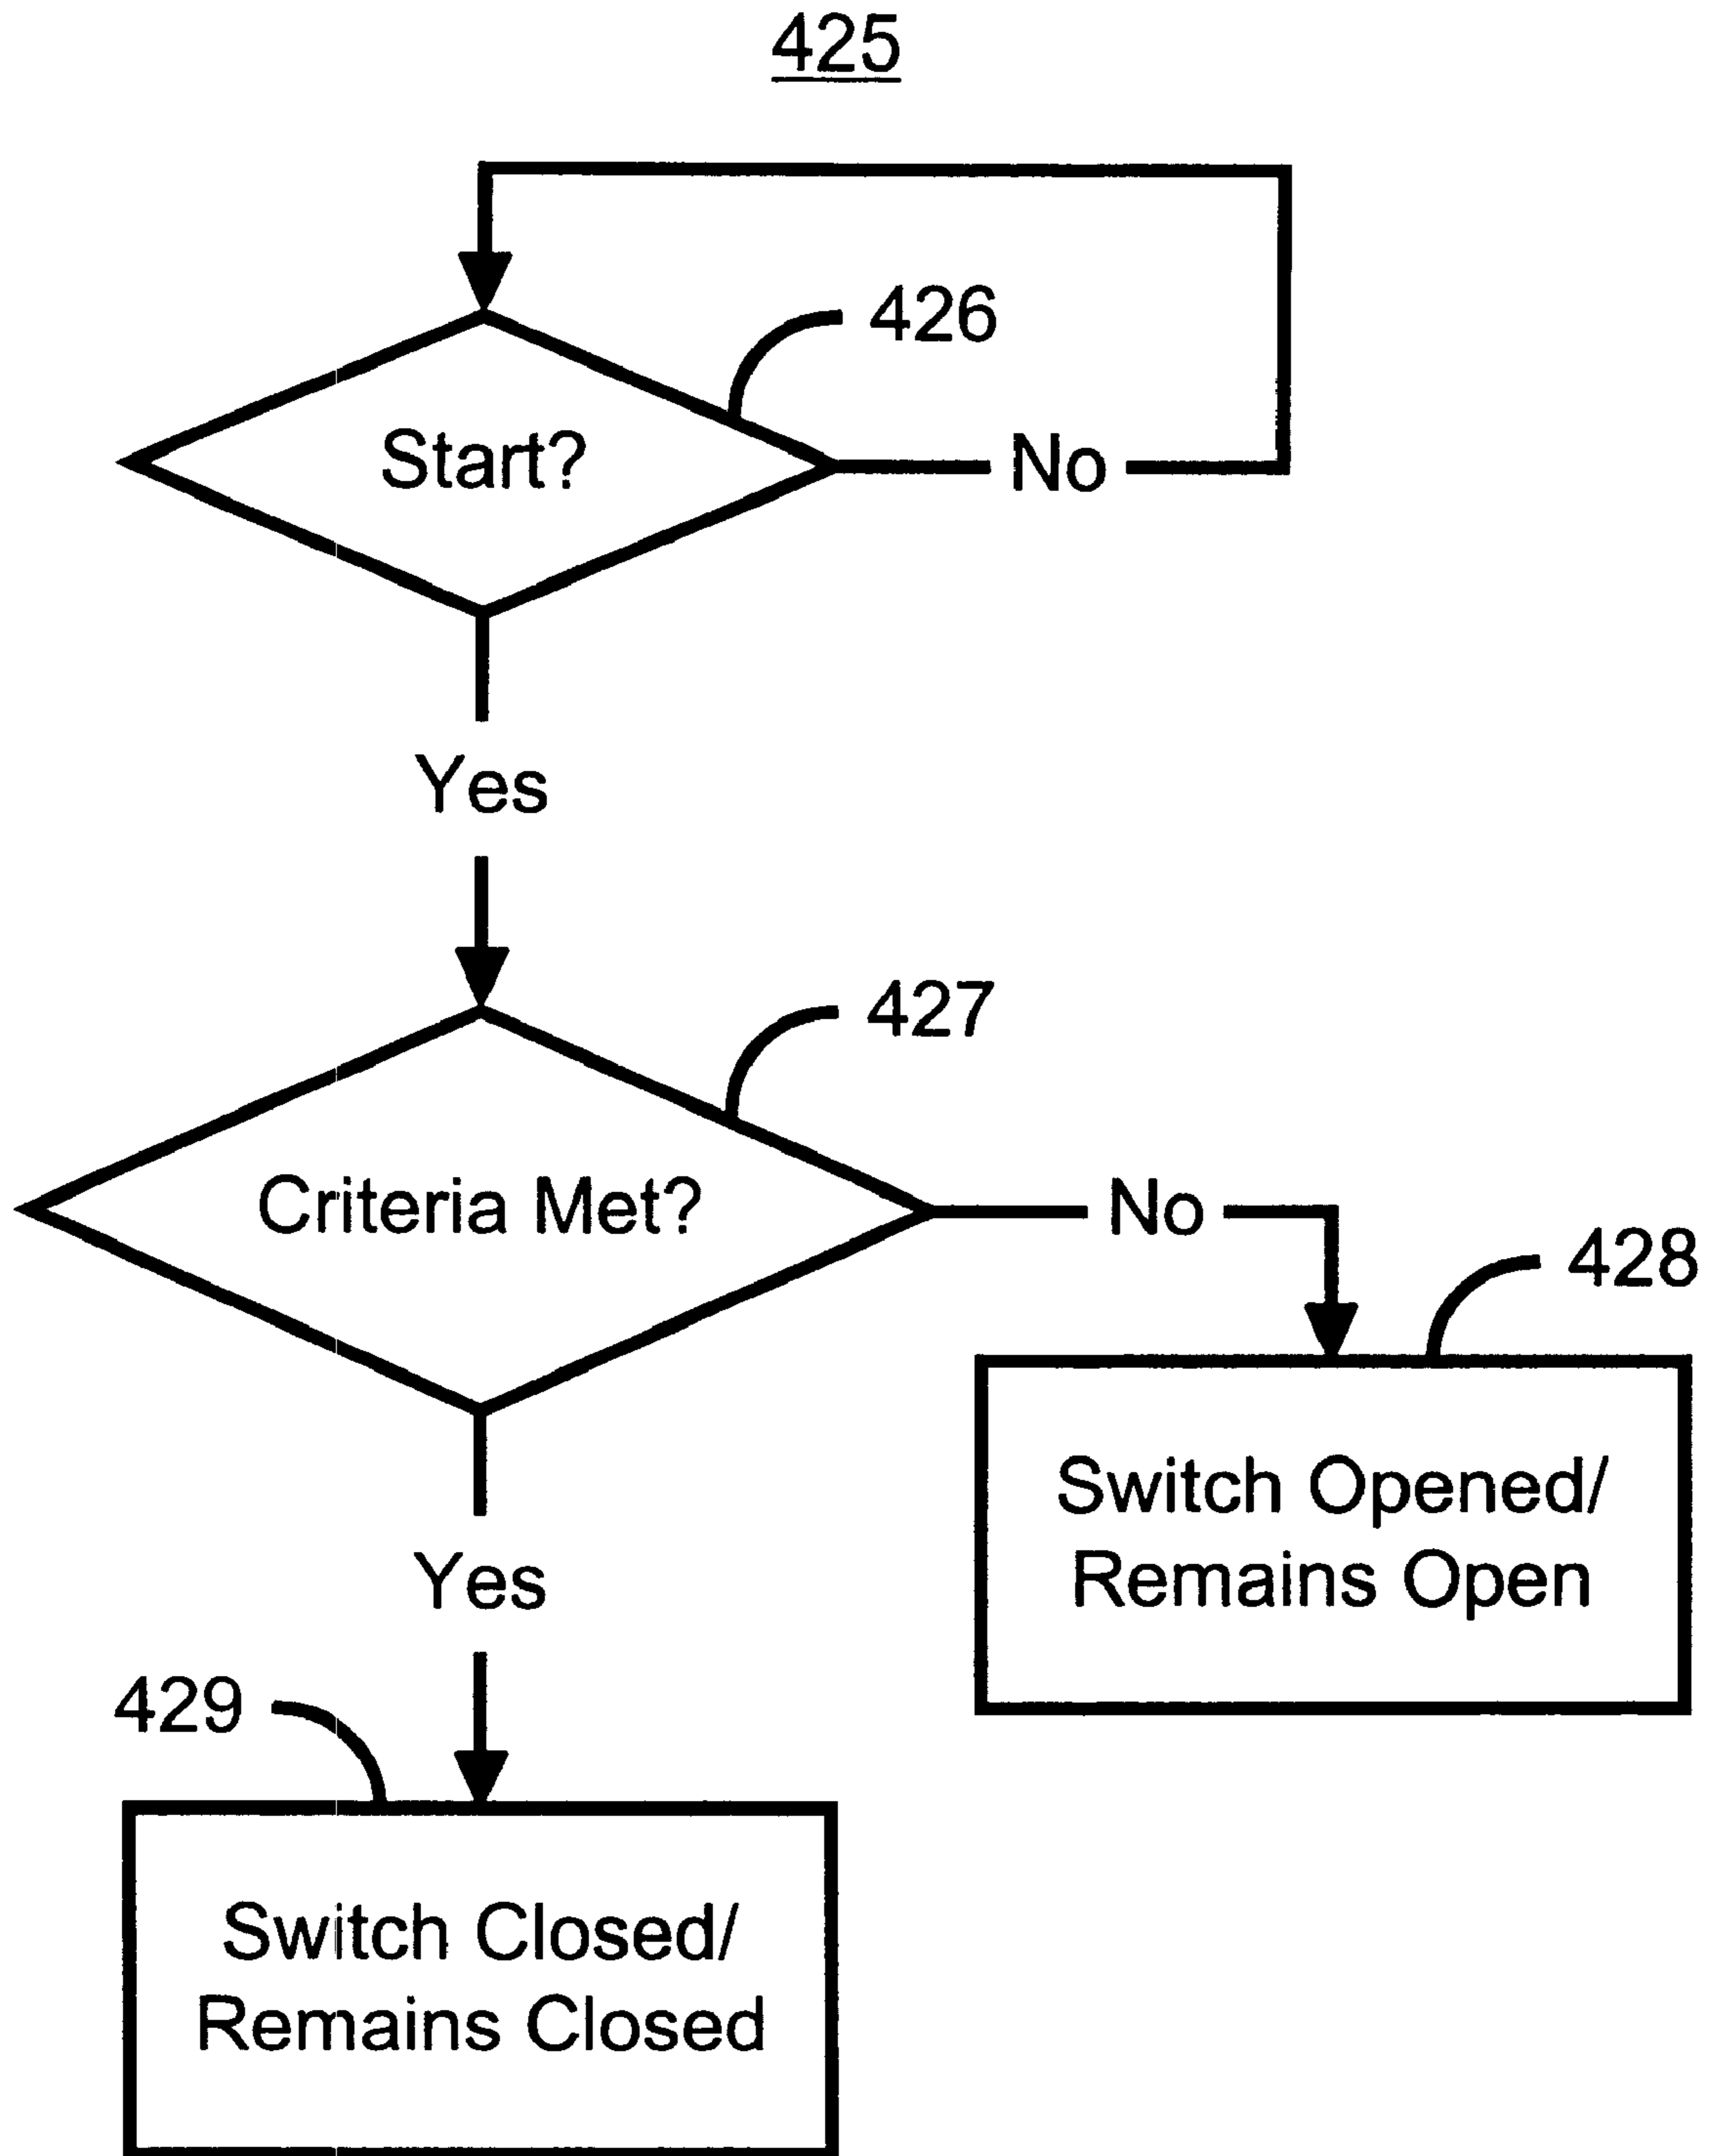 425
426
Start?
No
Yes
427
Criteria Met?
No
428
Switch Opened/
Remains Open
Yes
429
Switch Closed/
Remains Closed